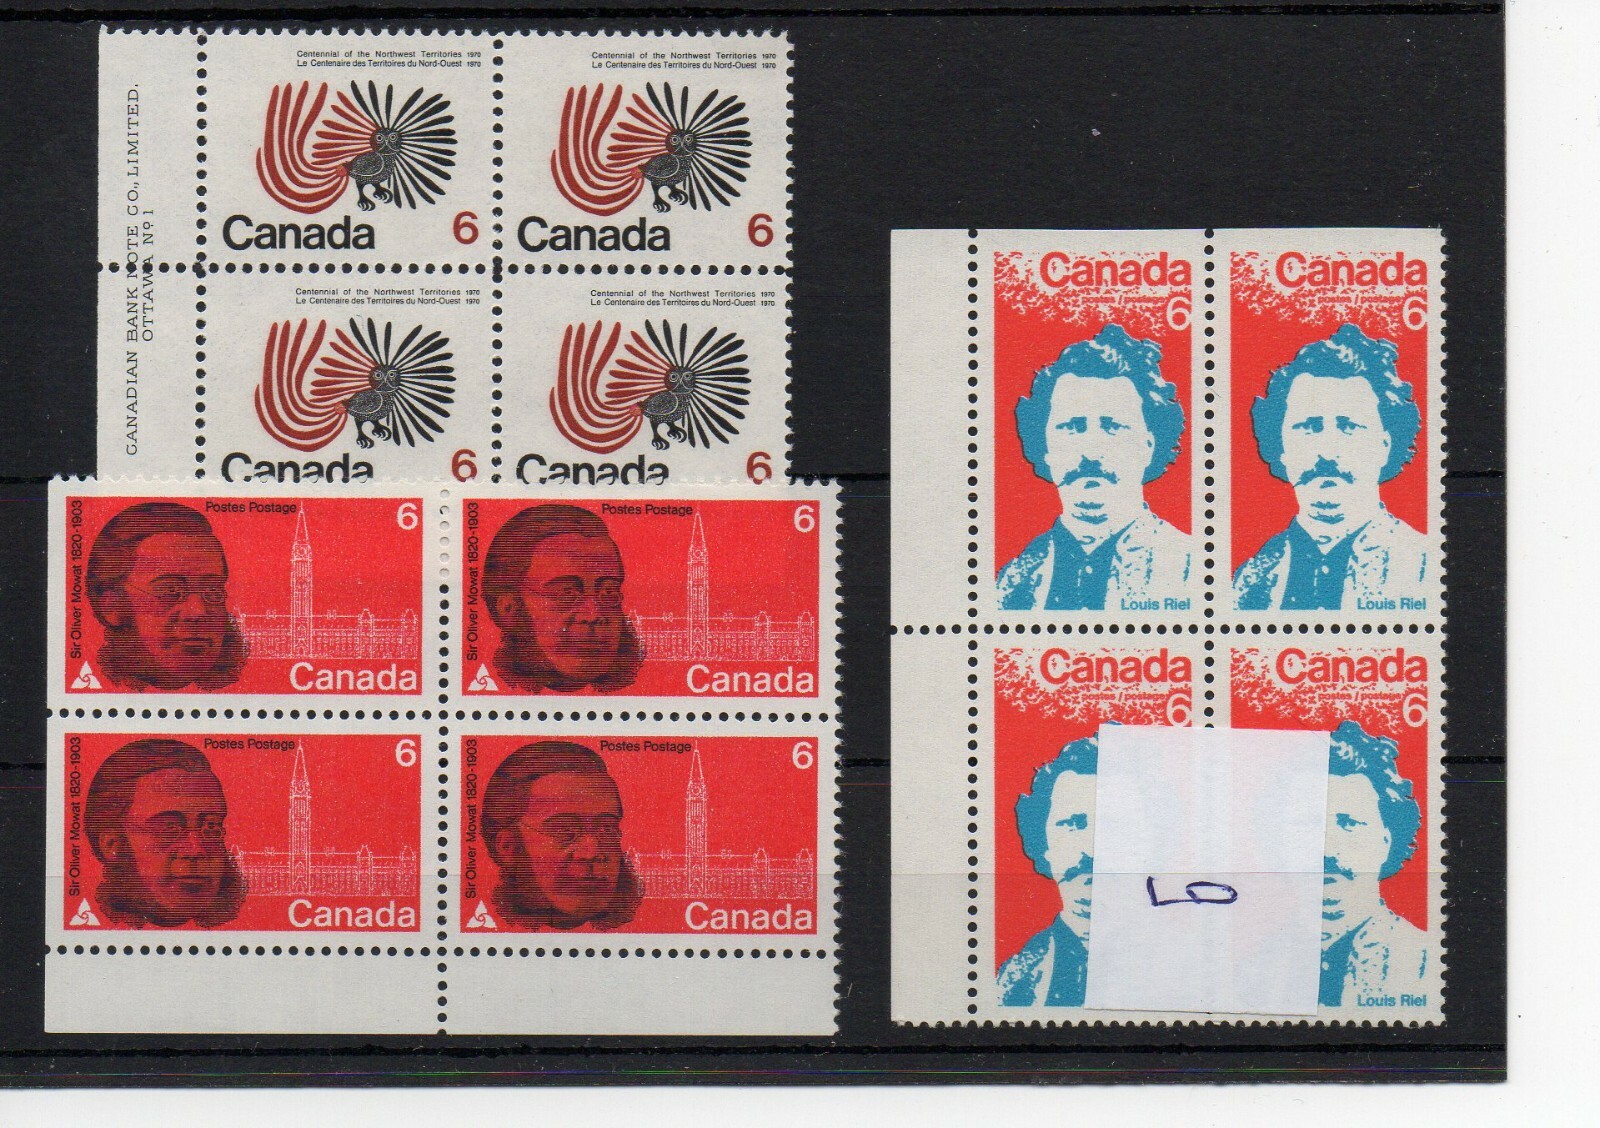 CANADIAN BANK NOTE CO., LIMITED.
OTTAWA Nº 1
Centennial of the Northwest Territories 1970
Le Centenaire des Territoires du Nord-Ouest 1970
Canada 6
Centennial of the Northwest Territories 1970
Le Centenaire des Territoires du Nord-Ouest 1970
Canada 6
Centennial of the Northwest Territories 1970
Le Centenaire des Territoires du Nord-Ouest 1970
Canada 6
Centennial of the Northwest Territories 1970
Le Centenaire des Territoires du Nord-Ouest 1970
Canada 6
Sir Oliver Mowat 1820-1903
Postes Postage
6
Canada
Sir Oliver Mowat 1820-1903
Postes Postage
6
Canada
Sir Oliver Mowat 1820-1903
Postes Postage
6
Canada
Sir Oliver Mowat 1820-1903
Postes Postage
6
Canada
Canada
postes / postage
6
Louis Riel
Canada
postes / postage
6
Louis Riel
Canada
postes / postage
6
Canada
postes / postage
6
Louis Riel
LO